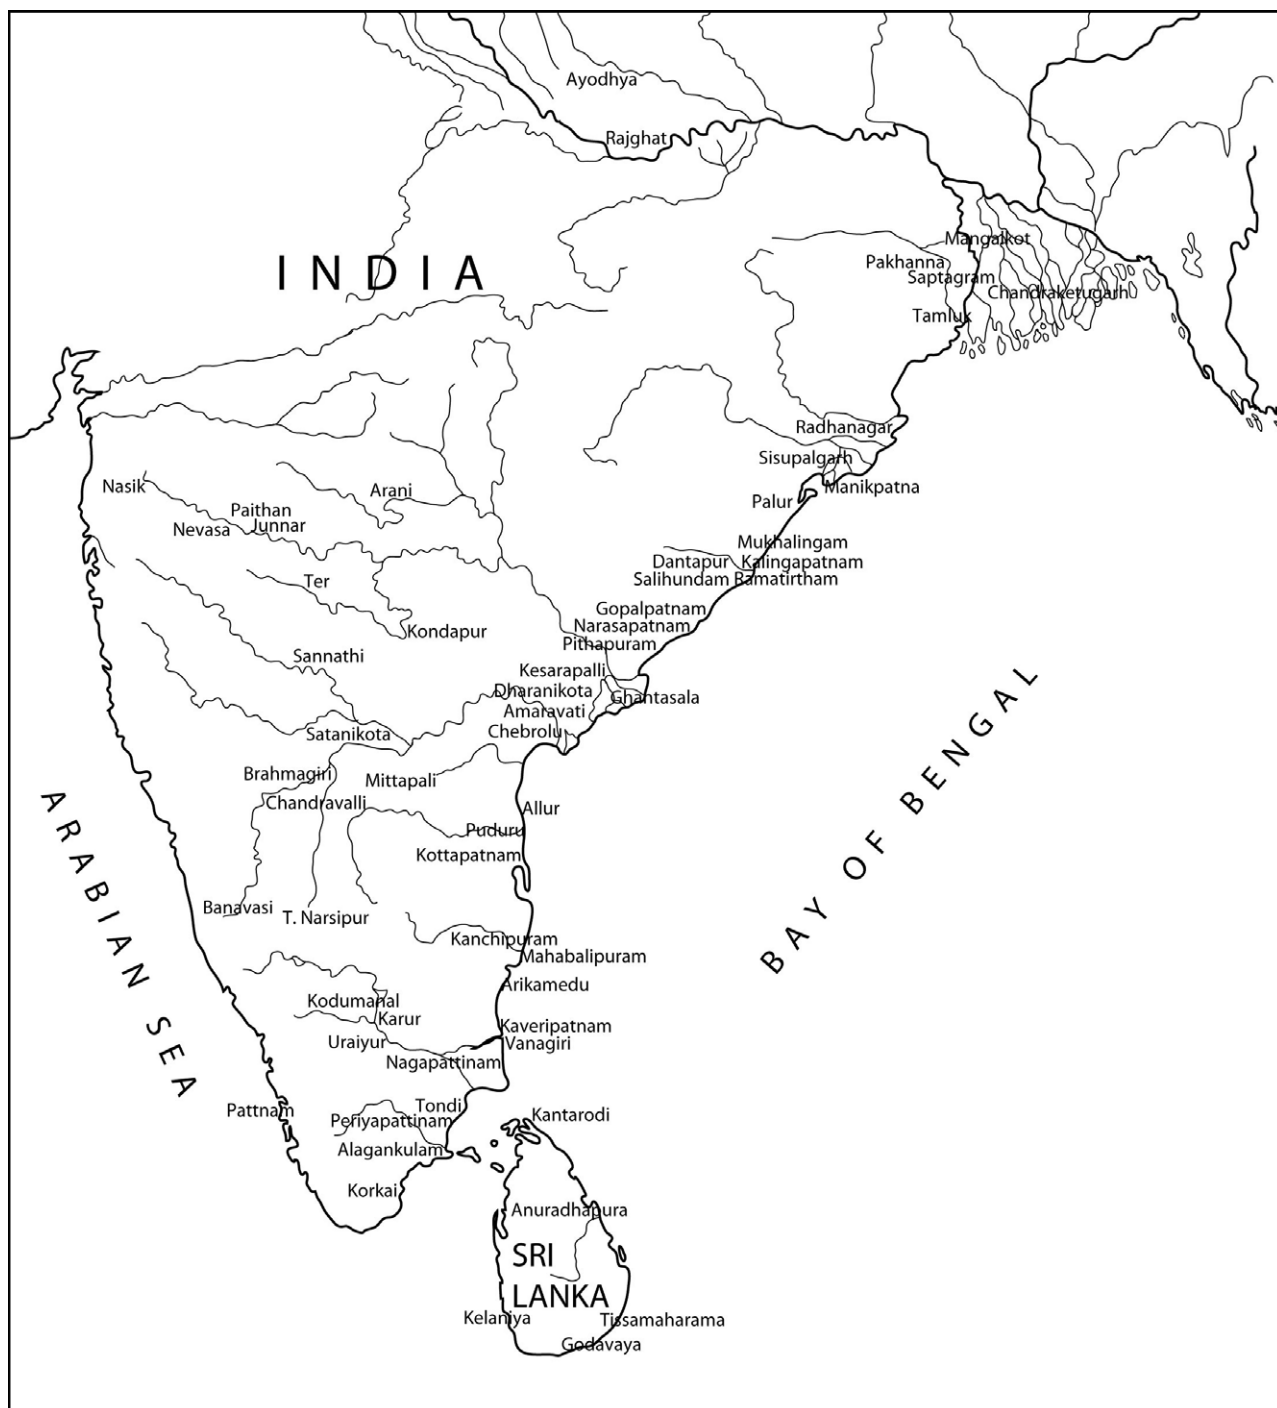 Ayodhya
Rajghat
INDIA
Mangalkot
Pakhanna
Saptagram
Chandraketugarh
Tamluk
Radhanagar
Sisupalgarh
Manikpatna
Palur
Nasik
Arani
Paithan
Junnar
Nevasa
Mukhalingam
Dantapur
Kalingapatnam
Salihundam
Ramatirtham
Ter
Gopalpatnam
Narasapatnam
Kondapur
Pithapuram
Sannathi
Kesarapalli
Dharanikota
Ghantasala
Amaravati
Satanikota
Chebrolu
Brahmagiri
Mittapali
Chandravalli
Allur
Puduru
Kottapatnam
ARABIAN SEA
BAY OF BENGAL
Banavasi
T. Narsipur
Kanchipuram
Mahabalipuram
Arikamedu
Kodumanal
Karur
Kaveripatnam
Uraiyur
Vanagiri
Nagapattinam
Pattnam
Tondi
Kantarodi
Periyapattinam
Alagankulam
Korkai
Anuradhapura
SRI
LANKA
Kelaniya
Tissamaharama
Godavaya